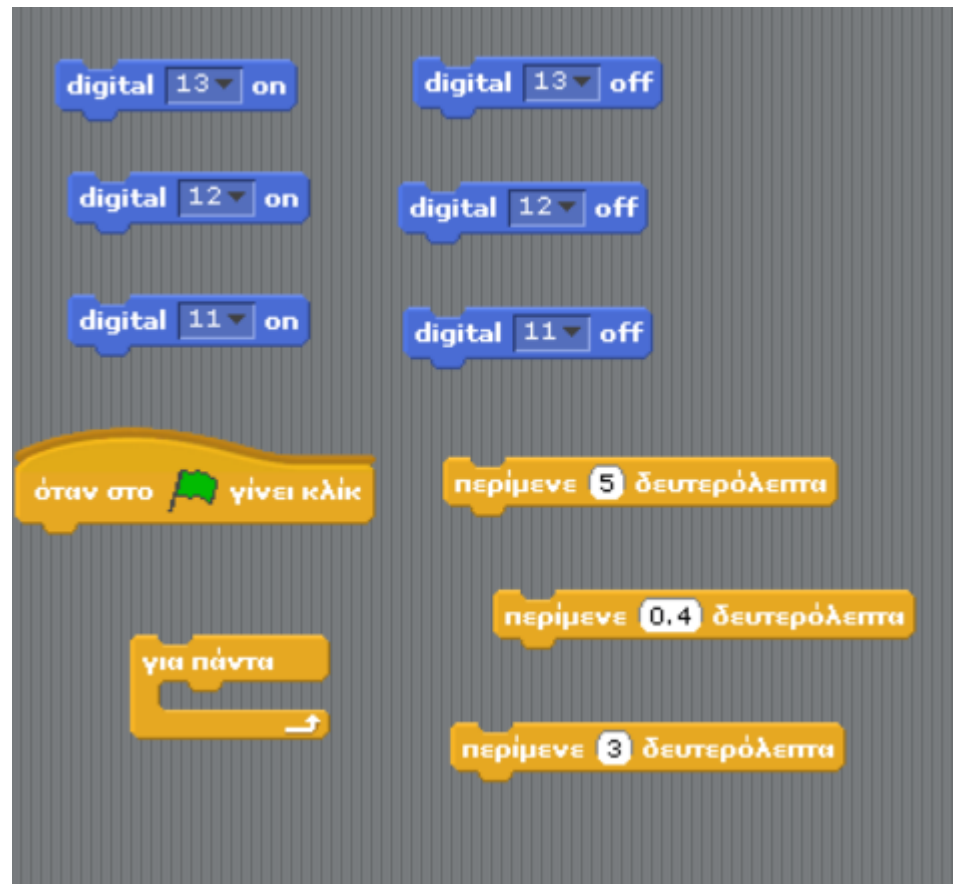 digital 13 on
digital 13 off
digital 12 on
digital 12 off
digital 11 on
digital 11 off
όταν στο γίνει κλίκ
περίμενε 5 δευτερόλεπτα
περίμενε 0.4 δευτερόλεπτα
για πάντα
περίμενε 3 δευτερόλεπτα